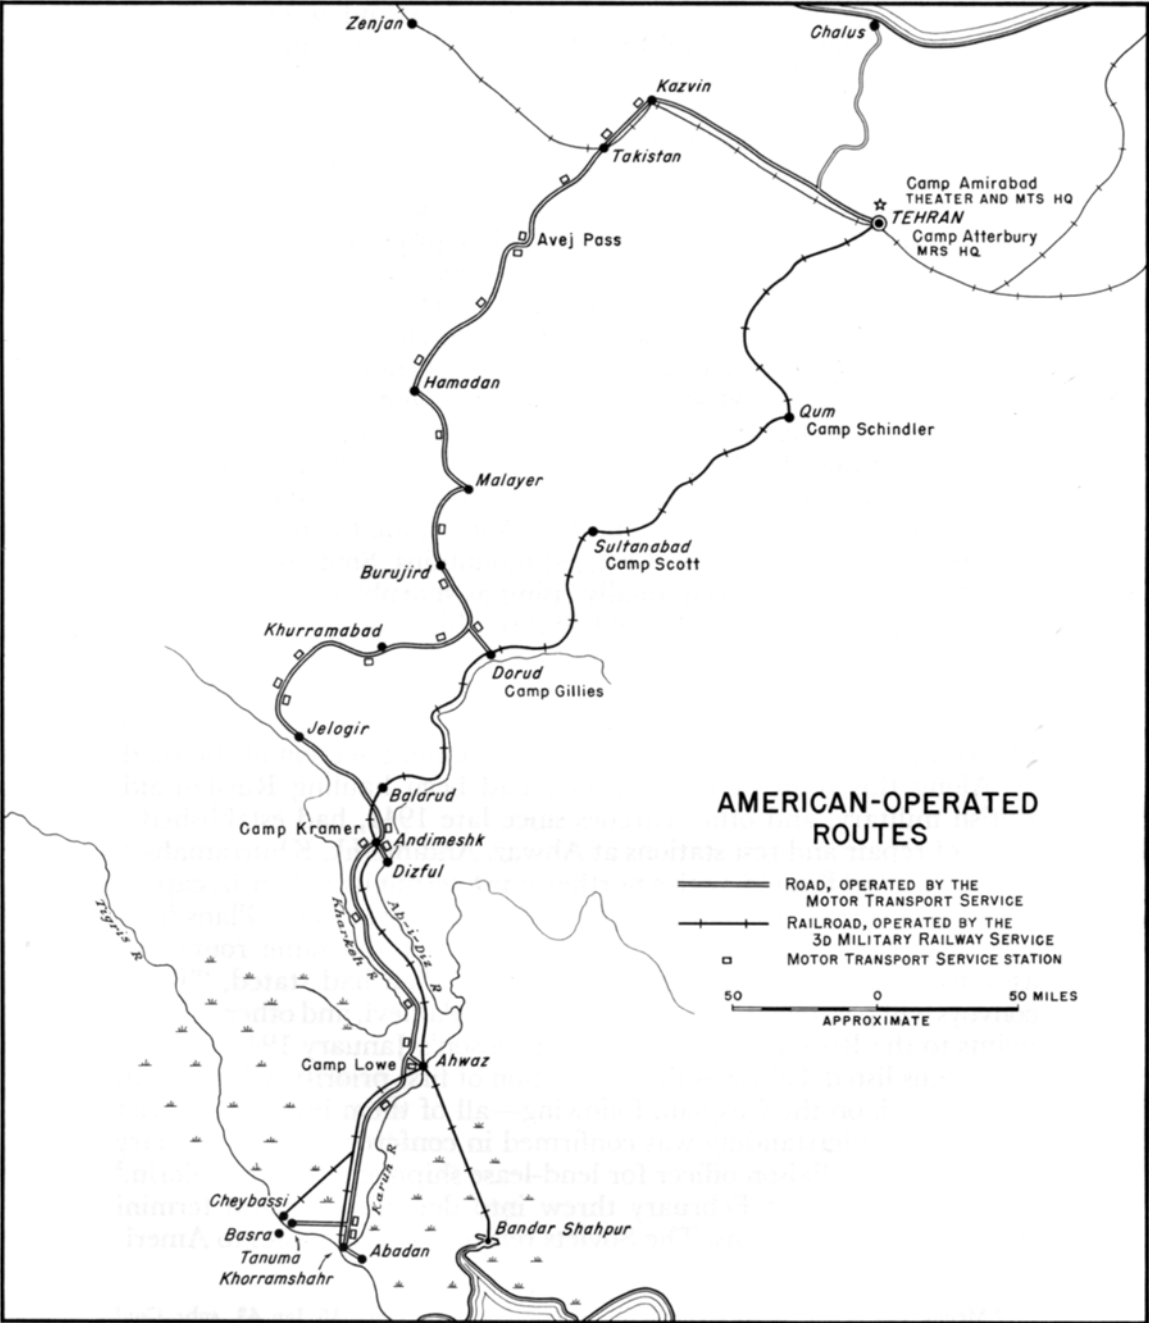 Zenjan
Chalus
Kazvin
Takistan
Camp Amirabad
THEATER AND MTS HQ
TEHRAN
Camp Atterbury
MRS HQ
Avej Pass
Hamadan
Qum
Camp Schindler
Malayer
Sultanabad
Camp Scott
Burujird
Khurramabad
Dorud
Camp Gillies
Jelogir
Balarud
Camp Kramer
Andimeshk
Dizful
AMERICAN-OPERATED
ROUTES
ROAD, OPERATED BY THE
MOTOR TRANSPORT SERVICE
RAILROAD, OPERATED BY THE
3D MILITARY RAILWAY SERVICE
MOTOR TRANSPORT SERVICE STATION
50 0 50 MILES
APPROXIMATE
Tigris R
Kharkeh R
Ab-i-Diz R
Camp Lowe
Ahwaz
Karun R
Cheybassi
Basra
Tanuma
Khorramshahr
Abadan
Bandar Shahpur